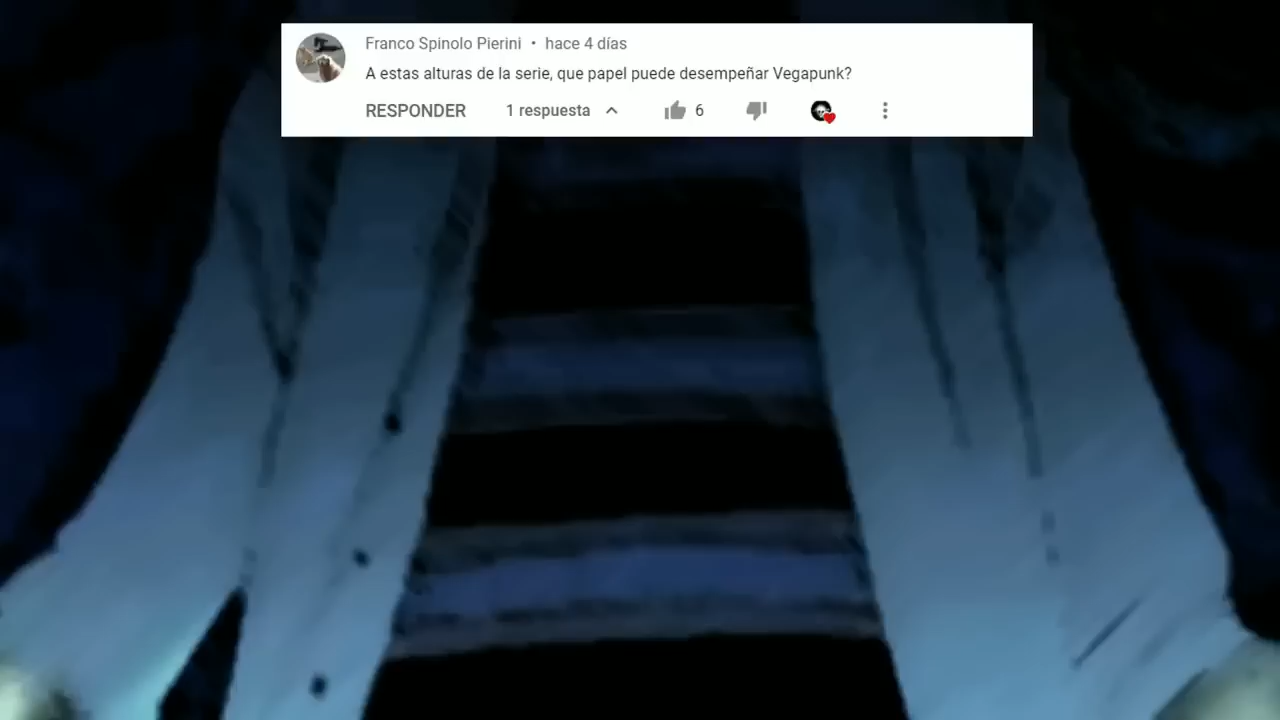 Franco Spinolo Pierini • hace 4 días
A estas alturas de la serie, que papel puede desempeñar Vegapunk?
RESPONDER 1 respuesta 6